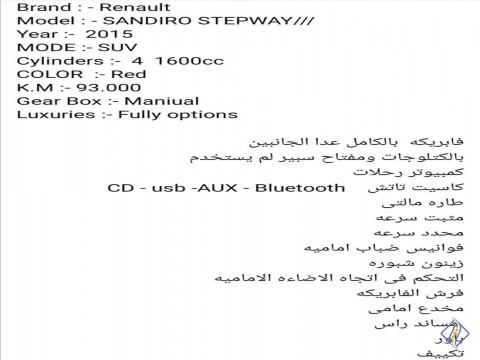 Brand : - Renault
Model : - SANDIRO STEPWAY///
Year :-  2015
MODE :- SUV
Cylinders :-  4  1600cc
COLOR  :- Red
K.M :- 93.000
Gear Box :- Maniual
Luxuries :- Fully options
فابريكه  بالكامل عدا الجانبين
بالكتلوجات ومفتاح سبير لم يستخدم
كمبيوتر رحلات
كاسيت تاتش    CD - usb -AUX - Bluetooth
طاره مالتى
مثبت سرعه
محدد سرعه
فوانيس ضباب اماميه
زينون شبوره
التحكم فى اتجاه الاضاءه الاماميه
فرش الفابريكه
مخدع امامى
مساند راس
باور
تكييف